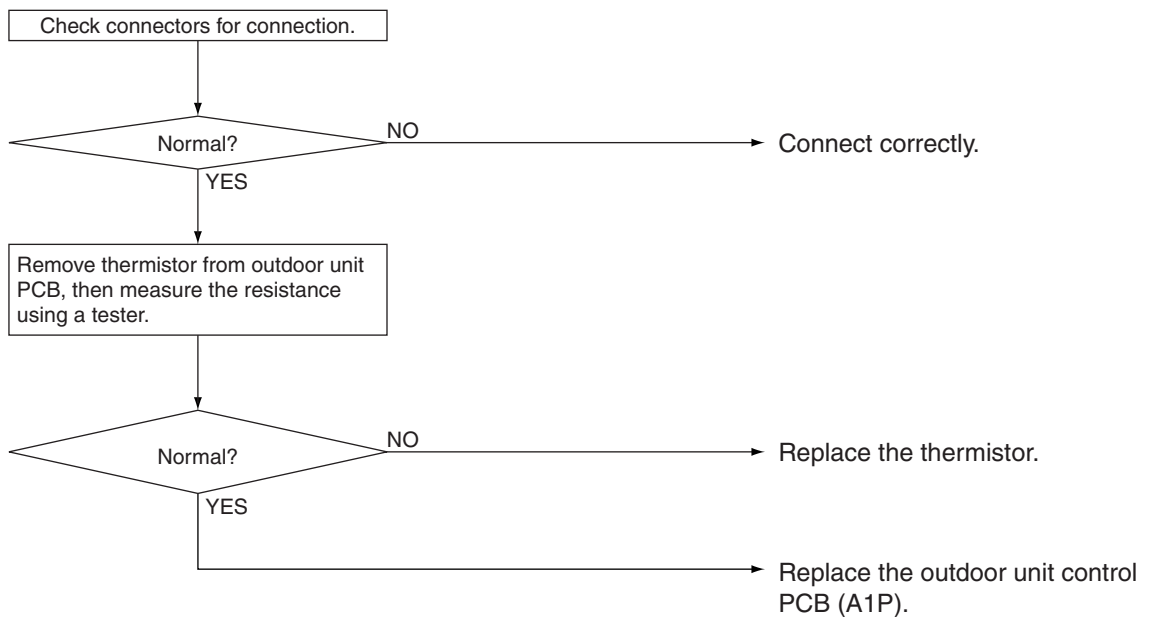 Check connectors for connection.
Normal?
NO
Connect correctly.
YES
Remove thermistor from outdoor unit
PCB, then measure the resistance
using a tester.
Normal?
NO
Replace the thermistor.
YES
Replace the outdoor unit control
PCB (A1P).